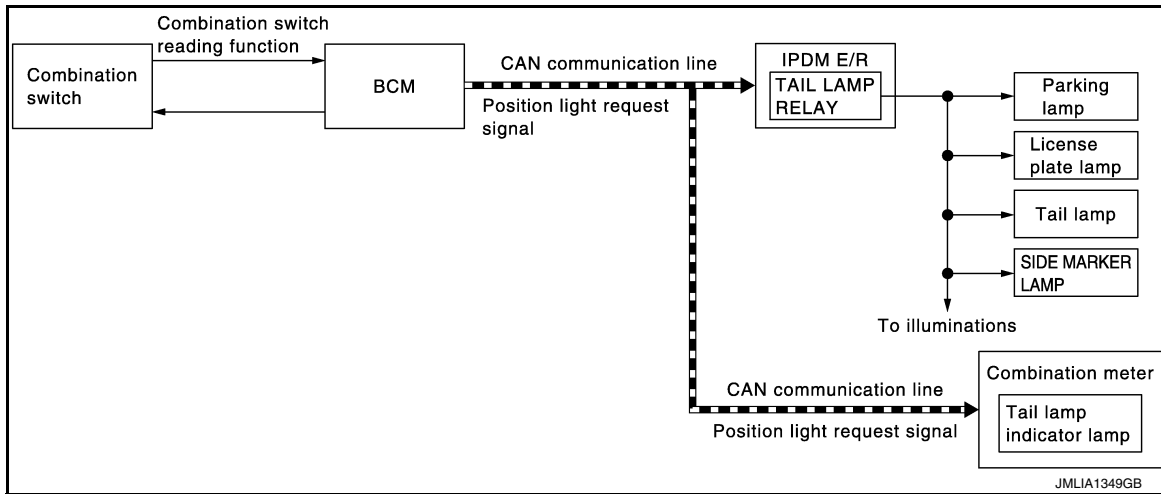 Combination switch
reading function
Combination
switch
BCM
CAN communication line
Position light request
signal
IPDM E/R
TAIL LAMP
RELAY
Parking
lamp
License
plate lamp
Tail lamp
SIDE MARKER
LAMP
To illuminations
CAN communication line
Position light request signal
Combination meter
Tail lamp
indicator lamp
JMLIA1349GB